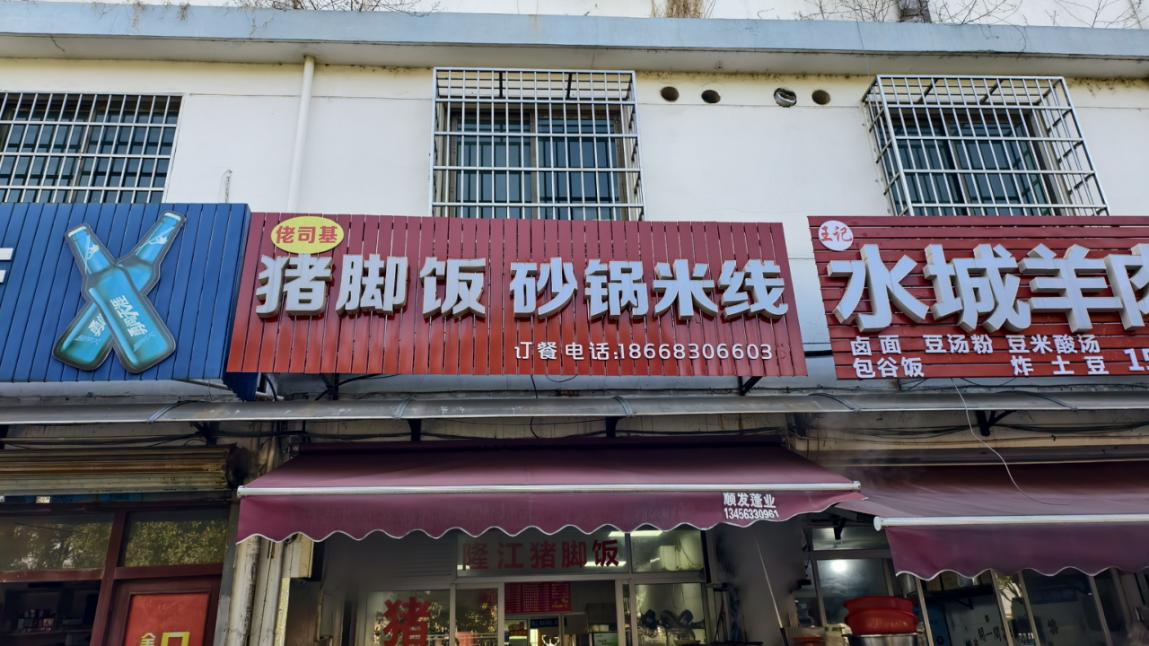 佬司基
猪脚饭 砂锅米线
订餐电话:18668306603
王记
水城羊肉
卤面 豆汤粉 豆米酸汤
包谷饭 炸土豆
顺发蓬业
13456330961
隆江猪脚饭
猪